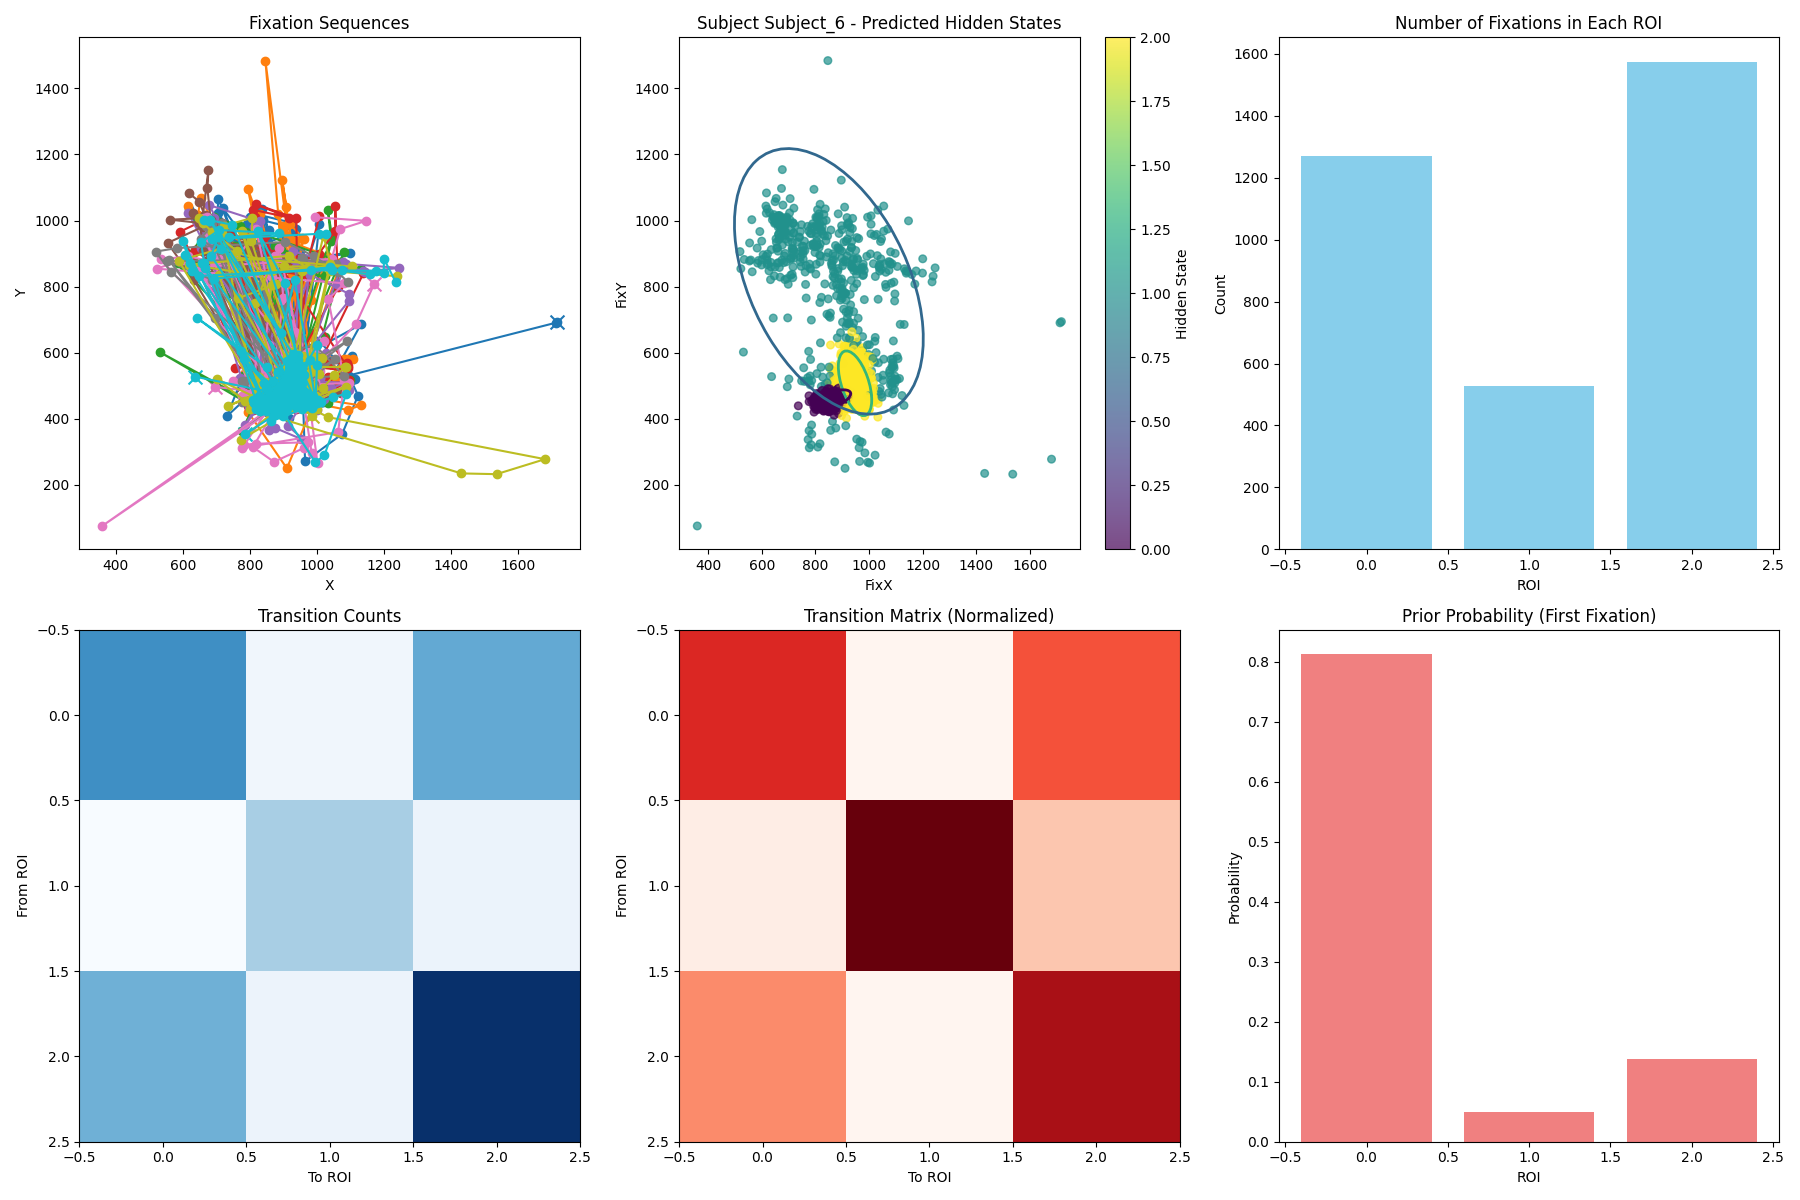 Fixation Sequences
1400
1200
1000
800
600
400
200
Y
400 600 800 1000 1200 1400 1600
X
Subject Subject_6 - Predicted Hidden States
1400
1200
1000
800
600
400
200
FixY
400 600 800 1000 1200 1400 1600
FixX
2.00
1.75
1.50
1.25
1.00
0.75
0.50
0.25
0.00
Hidden State
Number of Fixations in Each ROI
1600
1400
1200
1000
800
600
400
200
0
Count
−0.5 0.0 0.5 1.0 1.5 2.0 2.5
ROI
Transition Counts
−0.5
0.0
0.5
1.0
1.5
2.0
2.5
From ROI
−0.5 0.0 0.5 1.0 1.5 2.0 2.5
To ROI
Transition Matrix (Normalized)
−0.5
0.0
0.5
1.0
1.5
2.0
2.5
From ROI
−0.5 0.0 0.5 1.0 1.5 2.0 2.5
To ROI
Prior Probability (First Fixation)
0.8
0.7
0.6
0.5
0.4
0.3
0.2
0.1
0.0
Probability
−0.5 0.0 0.5 1.0 1.5 2.0 2.5
ROI